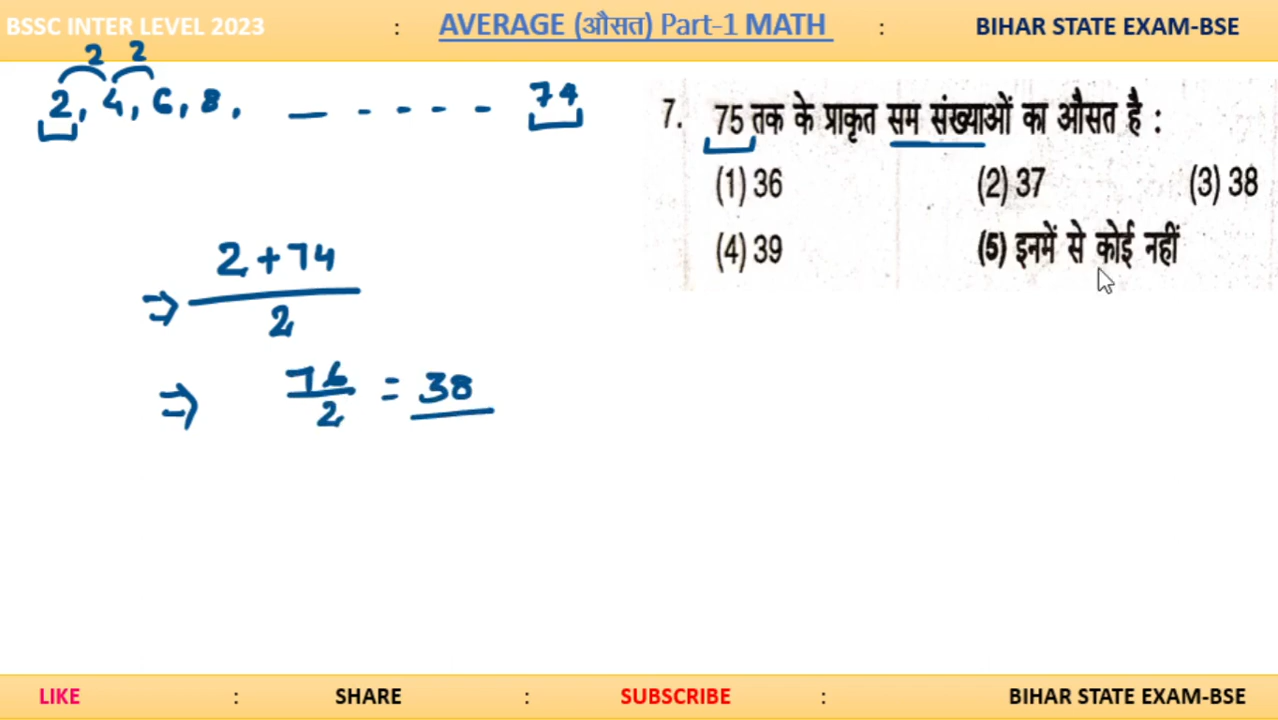 BSSC INTER LEVEL 2023 : AVERAGE (औसत) Part-1 MATH : BIHAR STATE EXAM-BSE
2 2
2, 4, 6, 8, _ - - - - - 74
7. 75 तक के प्राकृत सम संख्याओं का औसत है :
(1) 36 (2) 37 (3) 38
(4) 39 (5) इनमें से कोई नहीं
⇒ 2+74
2
⇒ 76
2 = 38
LIKE : SHARE : SUBSCRIBE : BIHAR STATE EXAM-BSE